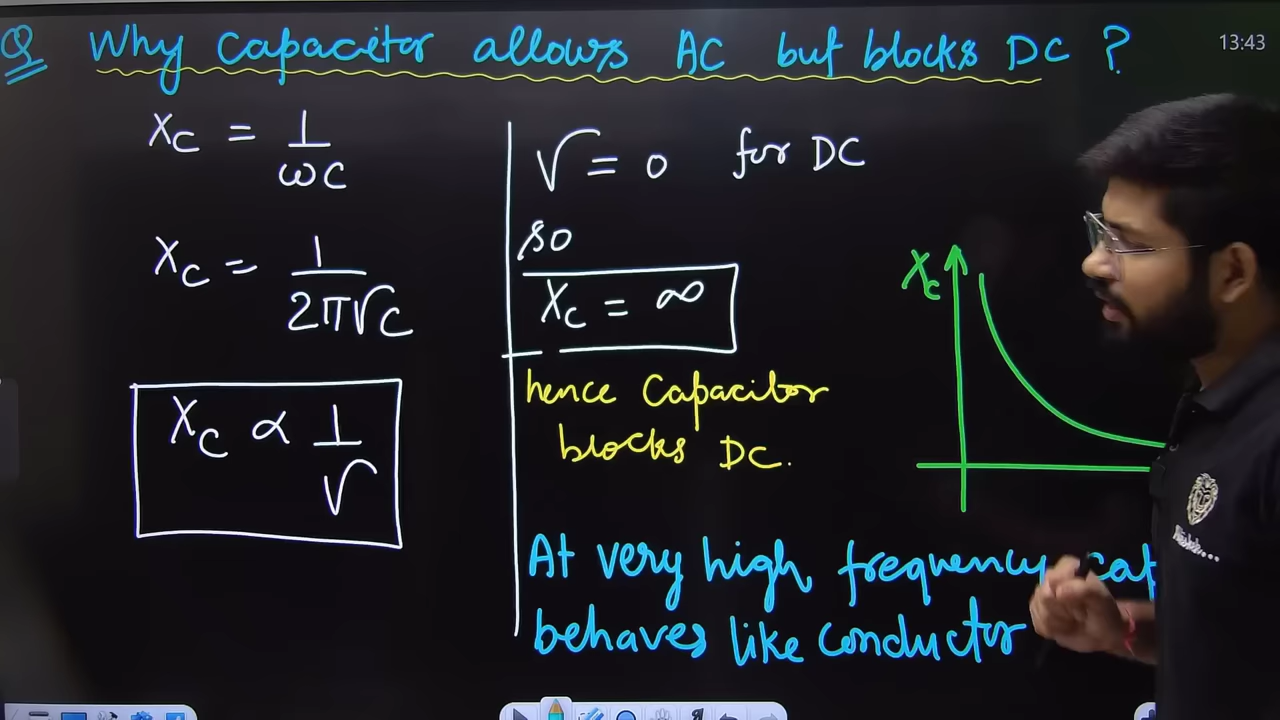 Q Why Capacitor allows AC but blocks DC ?
13:43
Xc = 1/ωC
Xc = 1/2πνC
Xc ∝ 1/ν
ν = 0 for DC
so
Xc = ∞
hence Capacitor
blocks DC.
Xc
At very high frequency cap
behaves like conductor